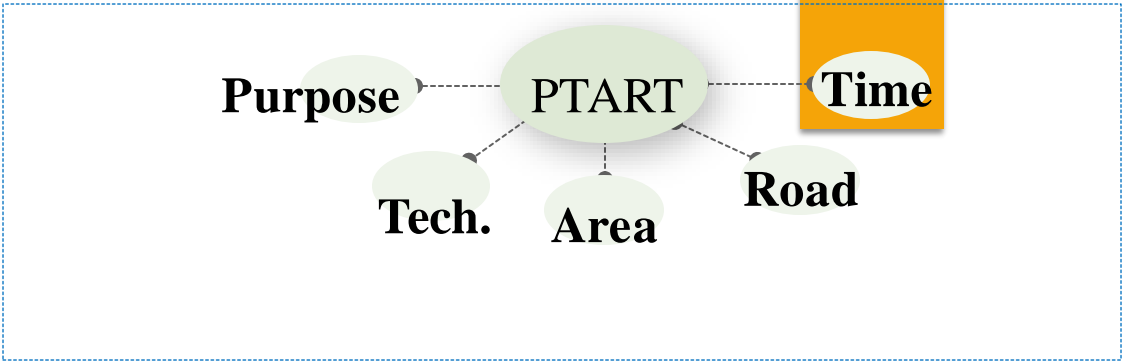 PTART
Purpose
Tech.
Area
Road
Time